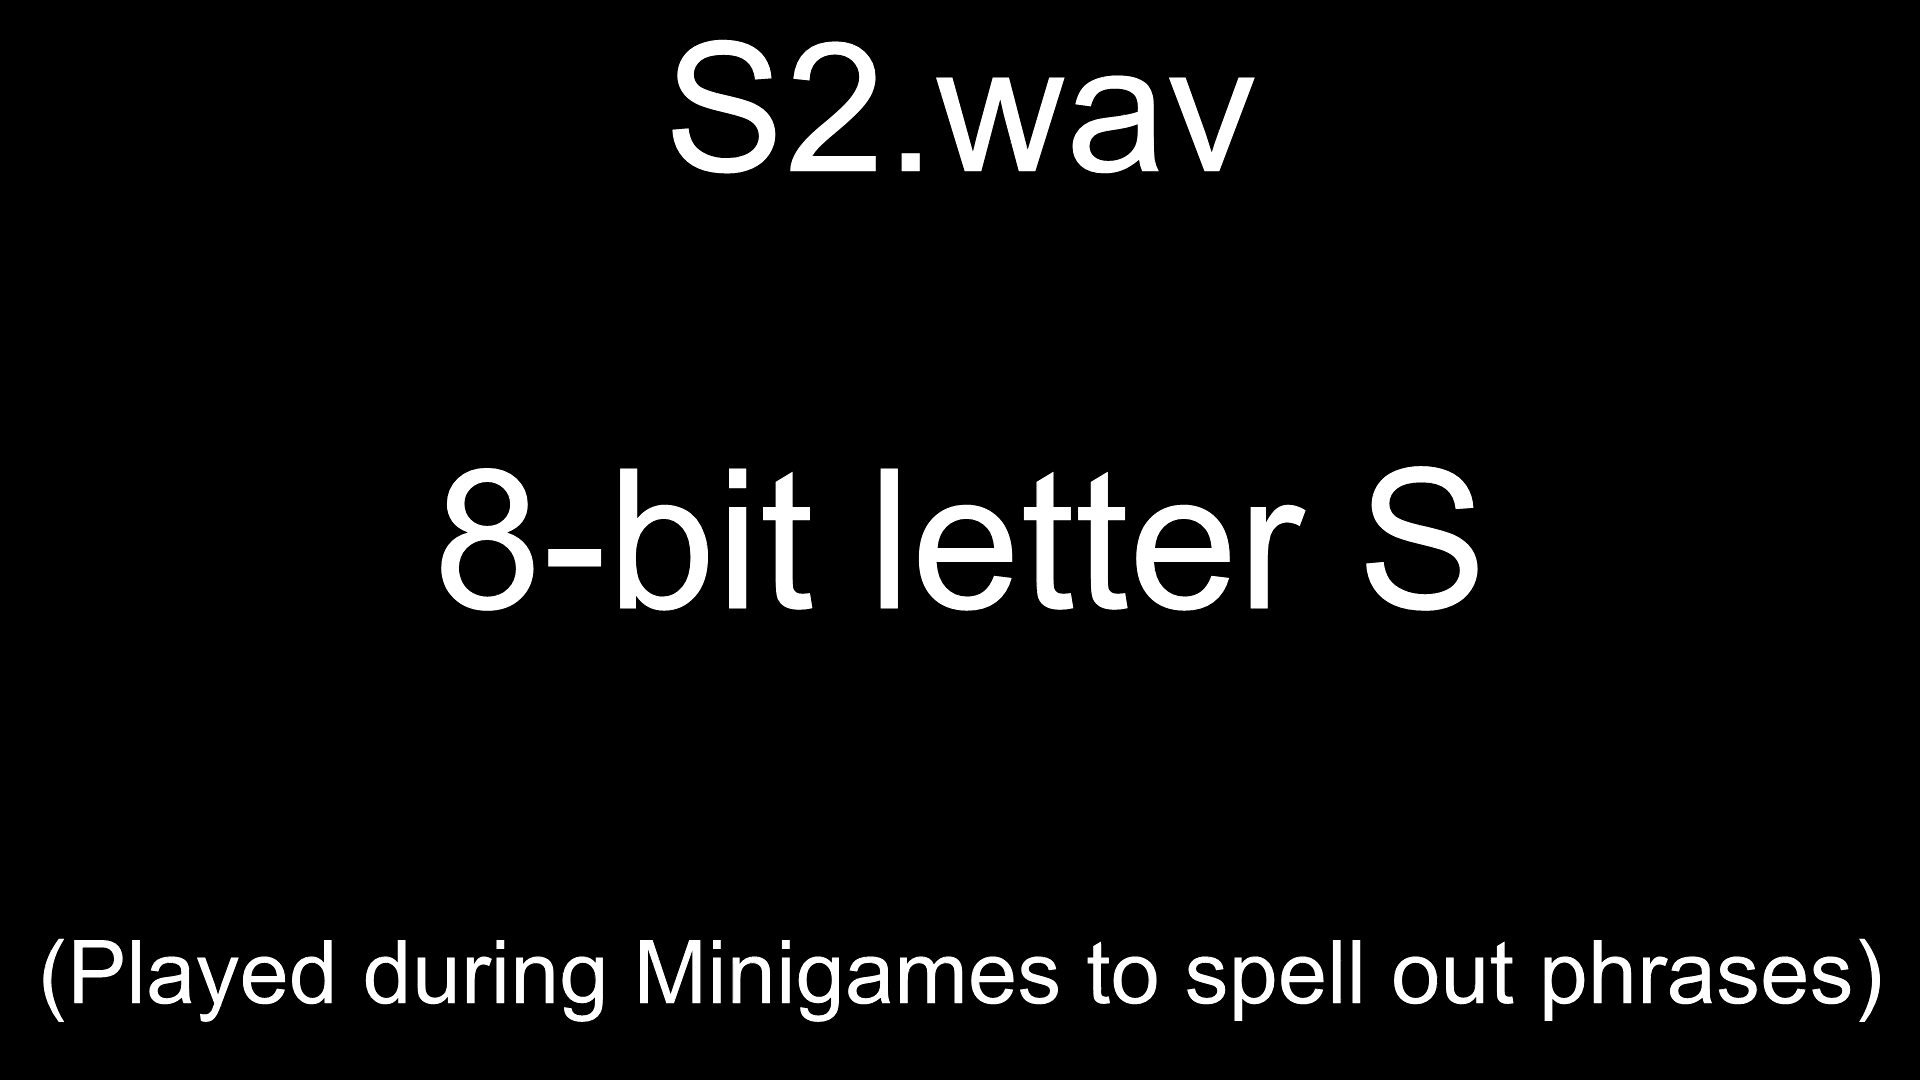 S2.wav
8-bit letter S
(Played during Minigames to spell out phrases)